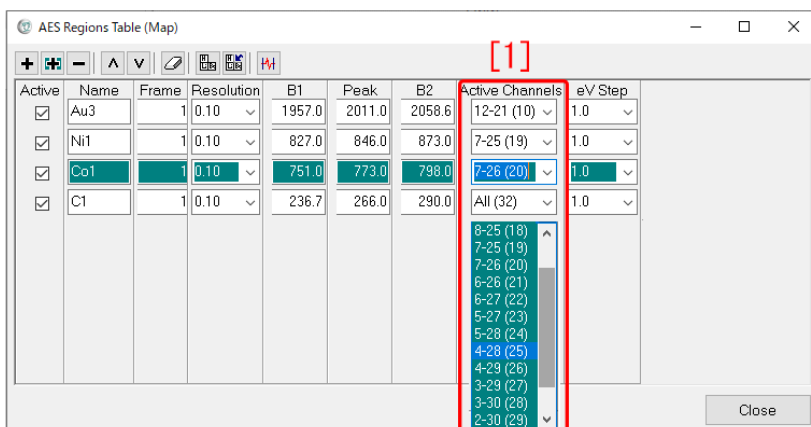 AES Regions Table (Map)
[1]
Active Name Frame Resolution B1 Peak B2 Active Channels eV Step
Au3 1 0.10 1957.0 2011.0 2058.6 12-21 (10) 1.0
Ni1 1 0.10 827.0 846.0 873.0 7-25 (19) 1.0
Co1 1 0.10 751.0 773.0 798.0 7-26 (20) 1.0
C1 1 0.10 236.7 266.0 290.0 All (32) 1.0
8-25 (18)
7-25 (19)
7-26 (20)
6-26 (21)
6-27 (22)
5-27 (23)
5-28 (24)
4-28 (25)
4-29 (26)
3-29 (27)
3-30 (28)
2-30 (29)
Close